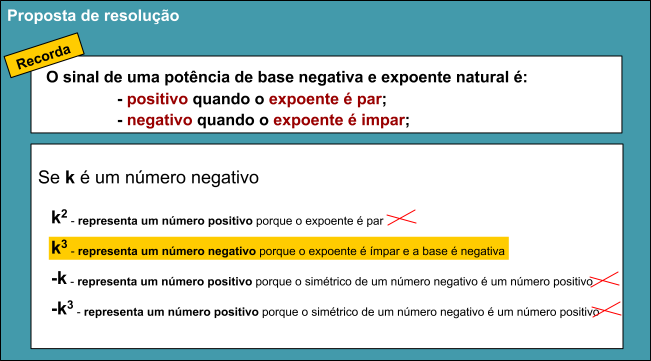 Proposta de resolução
Recorda
O sinal de uma potência de base negativa e expoente natural é:
- positivo quando o expoente é par;
- negativo quando o expoente é impar;
Se k é um número negativo
k² - representa um número positivo porque o expoente é par
k³ - representa um número negativo porque o expoente é ímpar e a base é negativa
-k - representa um número positivo porque o simétrico de um número negativo é um número positivo
-k³ - representa um número positivo porque o simétrico de um número negativo é um número positivo